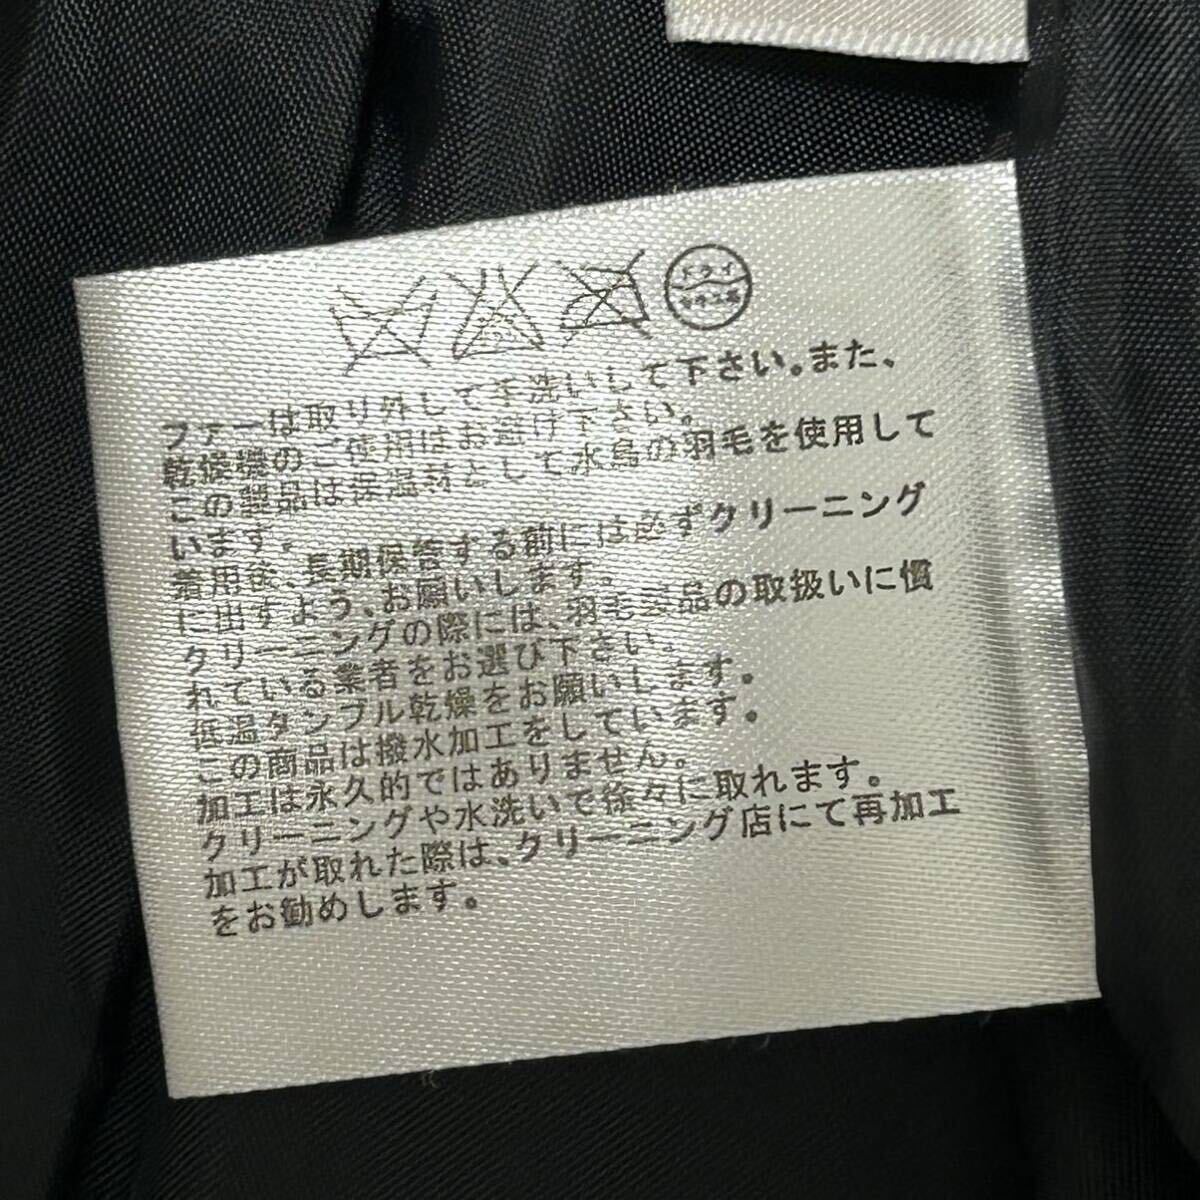 ドライ
セキユ系
ファーは取り外して手洗いして下さい。また、
乾燥機のご使用はお避け下さい。
この製品は保温材として水鳥の羽毛を使用して
います。
着用後、長期保管する前には必ずクリーニング
に出すよう、お願いします。
クリーニングの際には、羽毛製品の取扱いに慣
れている業者をお選び下さい。
低温タンブル乾燥をお願いします。
この商品は撥水加工をしています。
加工は永久的ではありません。
クリーニングや水洗いで徐々に取れます。
加工が取れた際は、クリーニング店にて再加工
をお勧めします。